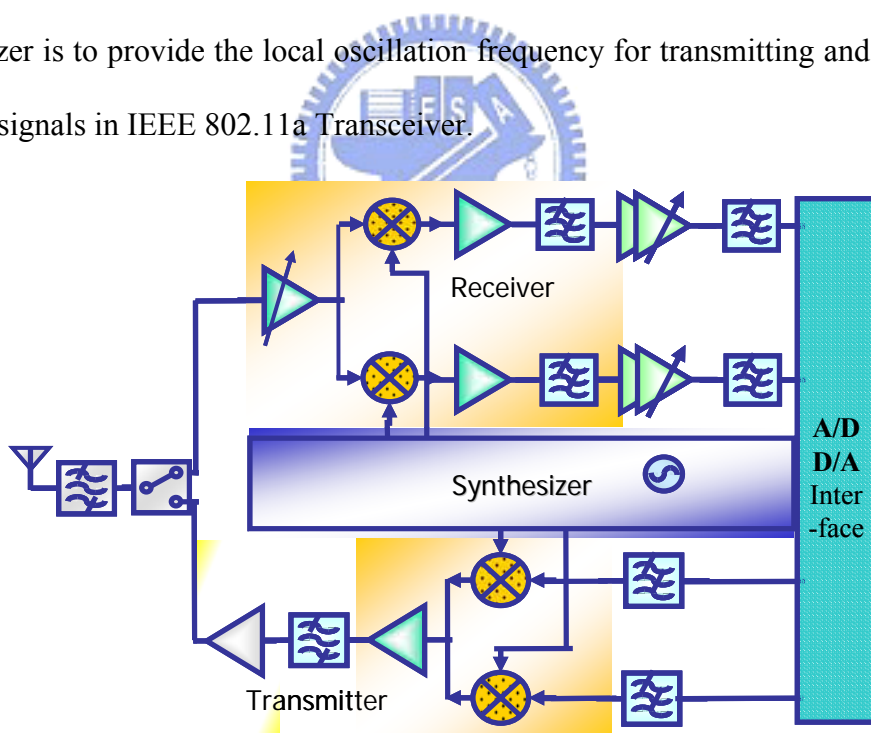 zer is to provide the local oscillation frequency for transmitting and
signals in IEEE 802.11a Transceiver.
E S A
Receiver
A/D
D/A
Inter
-face
Synthesizer
Transmitter